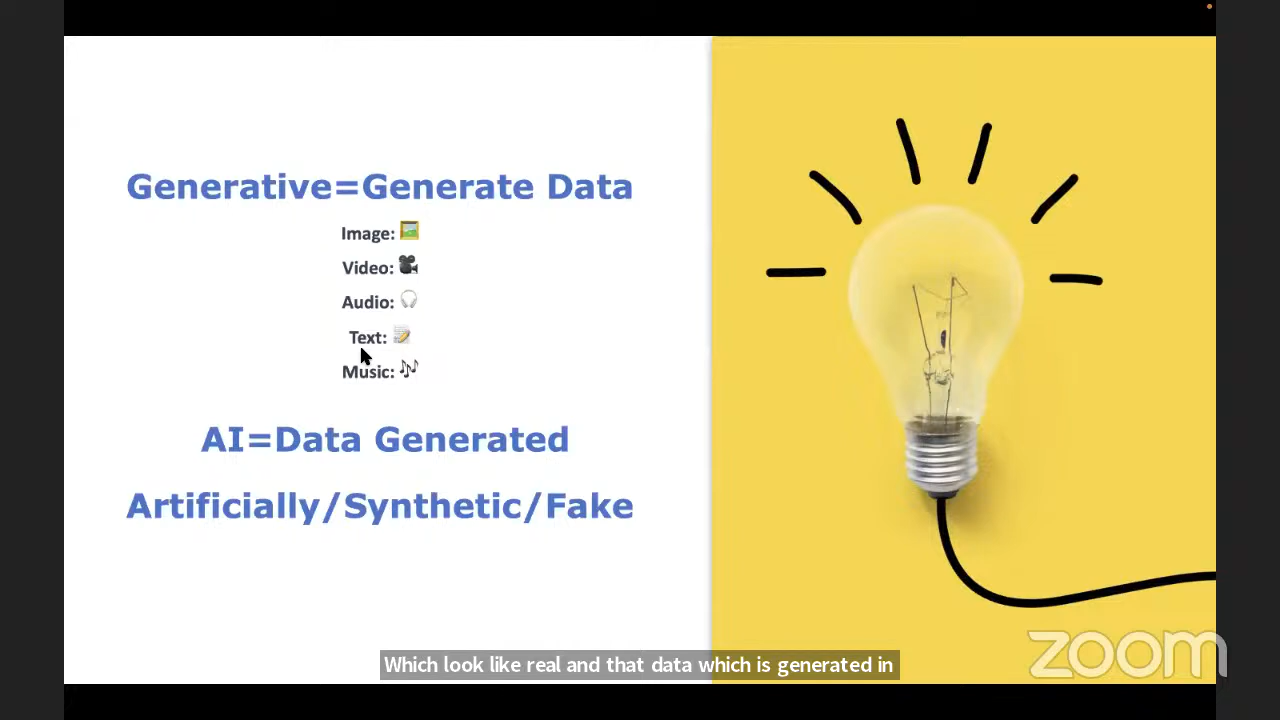 Generative=Generate Data
Image:
Video:
Audio:
Text:
Music:
AI=Data Generated
Artificially/Synthetic/Fake
Which look like real and that data which is generated in
zoom